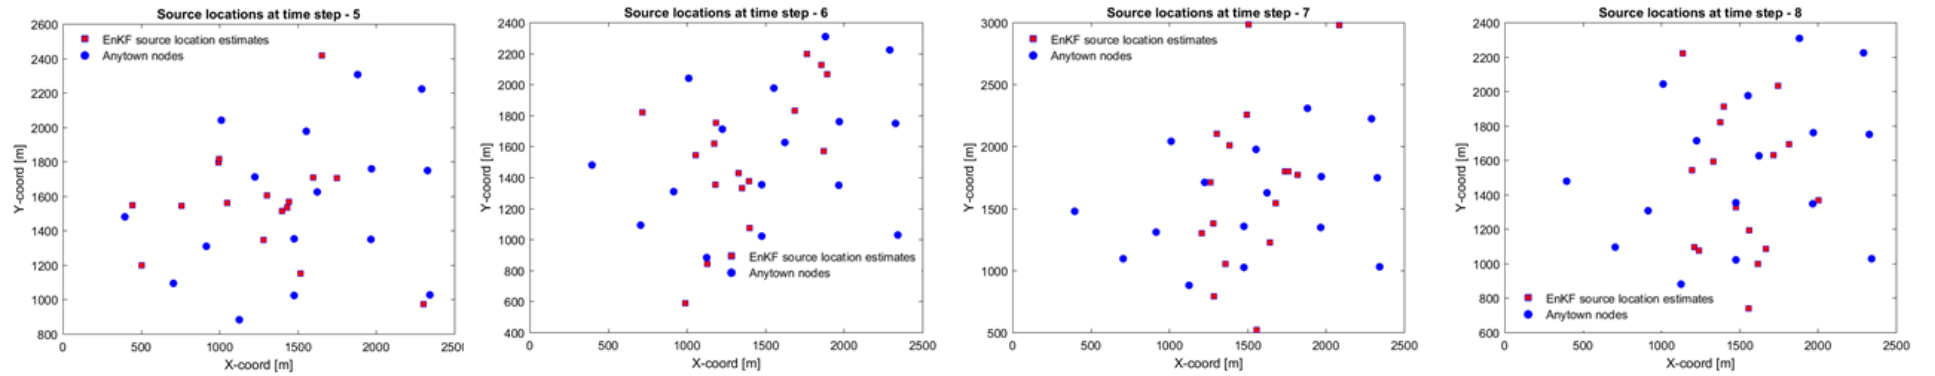 Source locations at time step - 5
EnKF source location estimates
Anytown nodes
2600
2400
2200
2000
1800
1600
1400
1200
1000
800
Y-coord [m]
0 500 1000 1500 2000 250
X-coord [m]
Source locations at time step - 6
2400
2200
2000
1800
1600
1400
1200
1000
800
600
400
Y-coord [m]
EnKF source location estimates
Anytown nodes
0 500 1000 1500 2000 2500
X-coord [m]
Source locations at time step - 7
EnKF source location estimates
Anytown nodes
3000
2500
2000
1500
1000
500
Y-coord [m]
0 500 1000 1500 2000 2500
X-coord [m]
Source locations at time step - 8
2400
2200
2000
1800
1600
1400
1200
1000
800
600
Y-coord [m]
EnKF source location estimates
Anytown nodes
0 500 1000 1500 2000 2500
X-coord [m]